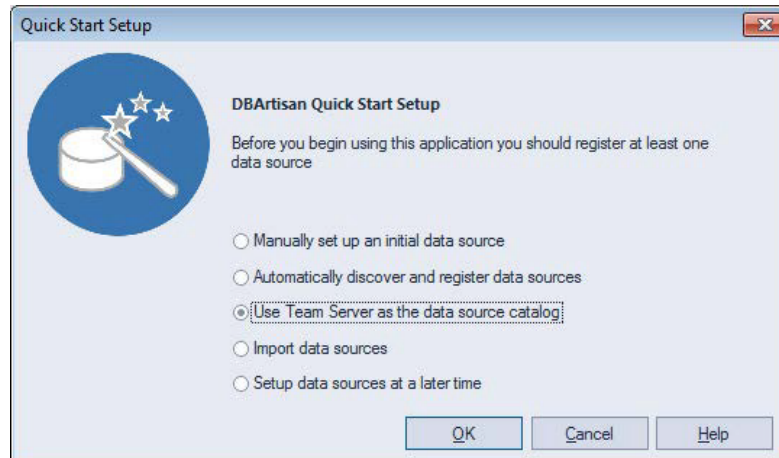 Quick Start Setup
DBArtisan Quick Start Setup
Before you begin using this application you should register at least one
data source
Manually set up an initial data source
Automatically discover and register data sources
Use Team Server as the data source catalog
Import data sources
Setup data sources at a later time
OK
Cancel
Help